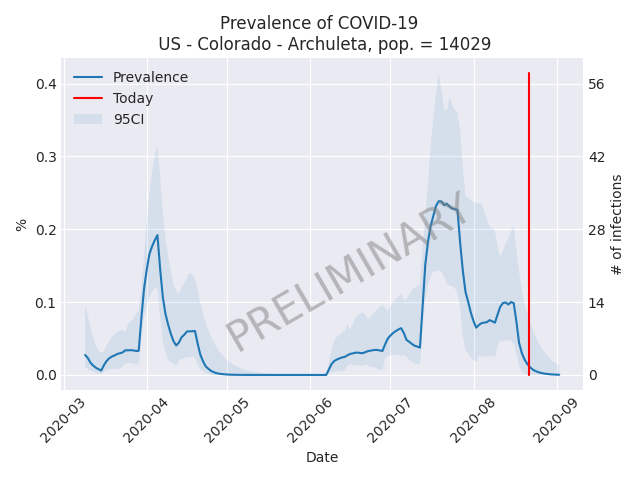 Prevalence of COVID-19
US - Colorado - Archuleta, pop. = 14029
Prevalence
Today
95CI
0.4
0.3
0.2
0.1
0.0
%
56
42
28
14
0
# of infections
PRELIMINARY
2020-03
2020-04
2020-05
2020-06
2020-07
2020-08
2020-09
Date